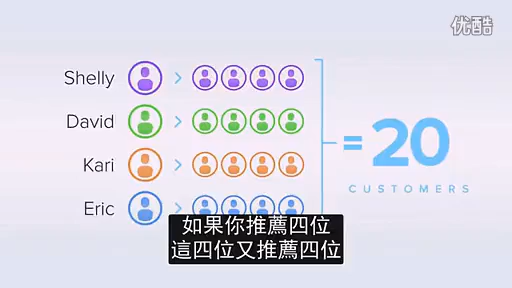 优酷
Shelly
David
= 20
Kari
CUSTOMERS
Eric
如果你推薦四位
這四位又推薦四位